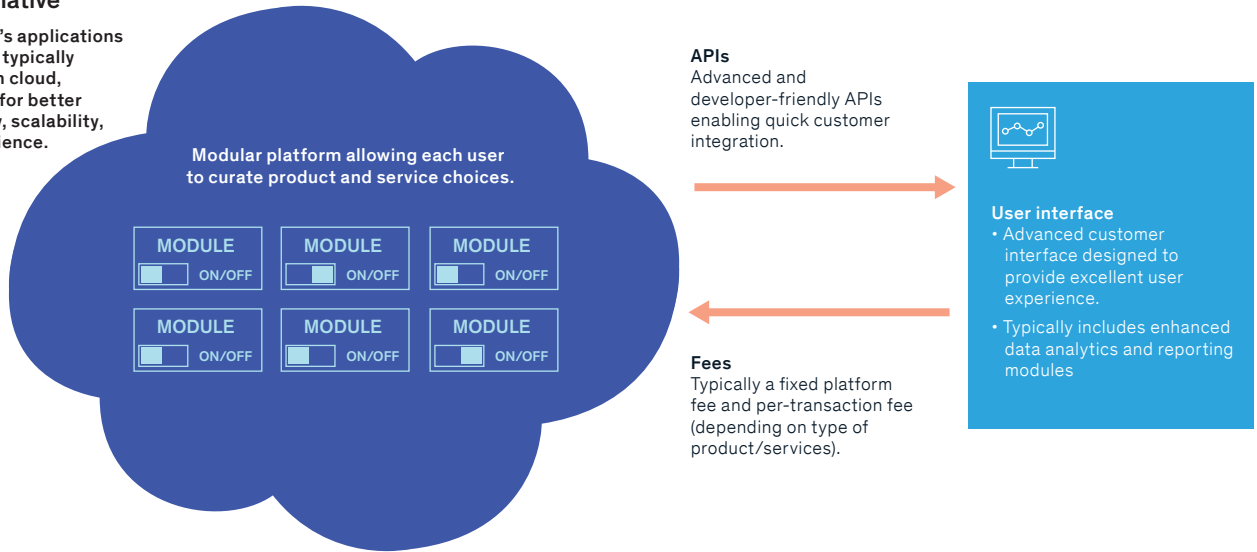 ’s applications
typically
cloud,
for better
scalability,
Modular platform allowing each user
to curate product and service choices.
MODULE
ON/OFF
MODULE
ON/OFF
MODULE
ON/OFF
MODULE
ON/OFF
MODULE
ON/OFF
MODULE
ON/OFF
APIs
Advanced and
developer-friendly APIs
enabling quick customer
integration.
Fees
Typically a fixed platform
fee and per-transaction fee
(depending on type of
product/services).
User interface
• Advanced customer
interface designed to
provide excellent user
experience.
• Typically includes enhanced
data analytics and reporting
modules